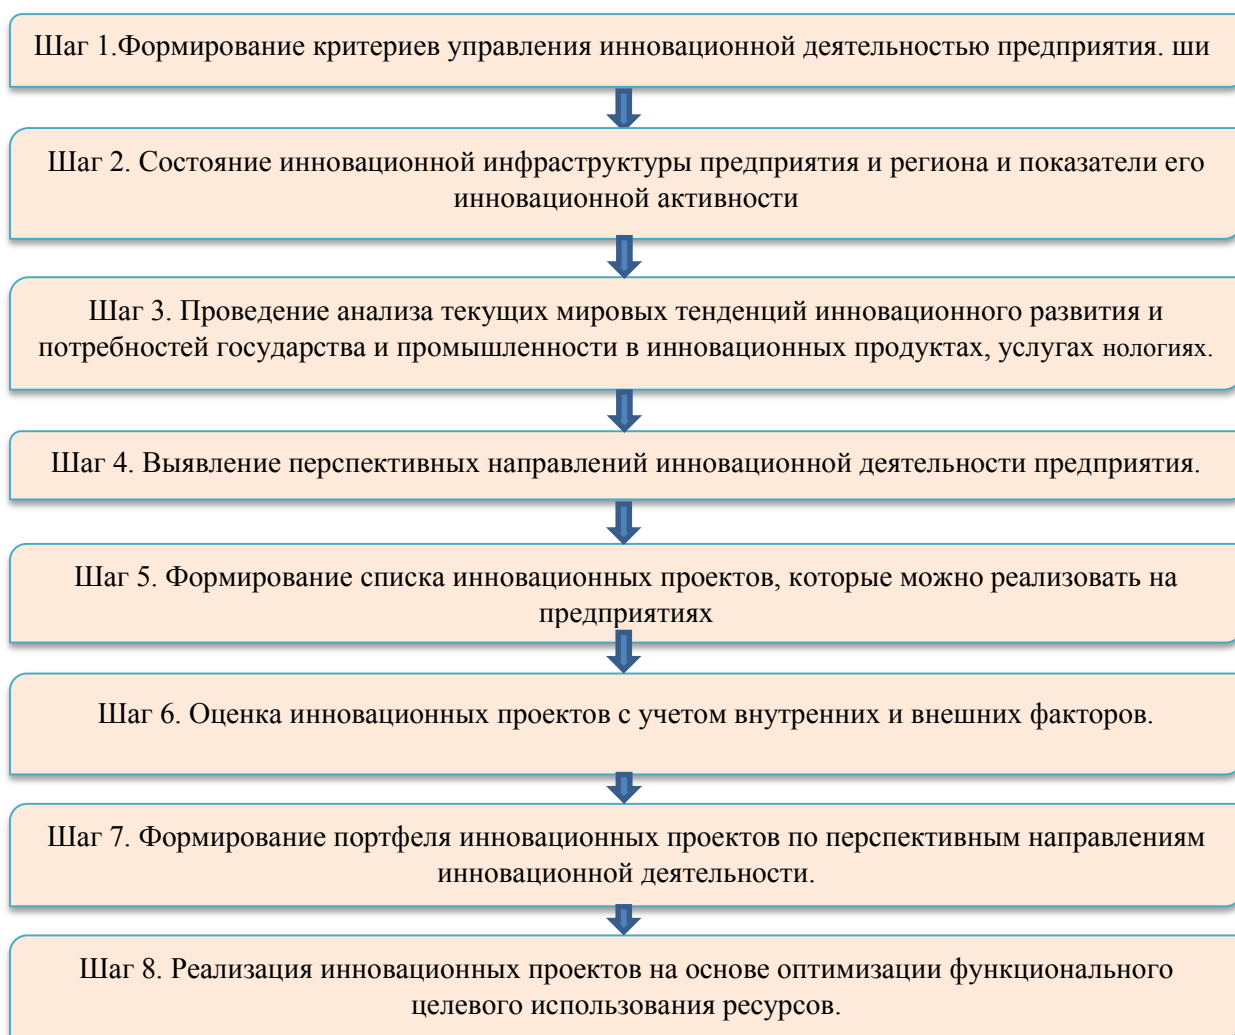 Шаг 1.Формирование критериев управления инновационной деятельностью предприятия. ши
Шаг 2. Состояние инновационной инфраструктуры предприятия и региона и показатели его
инновационной активности
Шаг 3. Проведение анализа текущих мировых тенденций инновационного развития и
потребностей государства и промышленности в инновационных продуктах, услугах нологиях.
Шаг 4. Выявление перспективных направлений инновационной деятельности предприятия.
Шаг 5. Формирование списка инновационных проектов, которые можно реализовать на
предприятиях
Шаг 6. Оценка инновационных проектов с учетом внутренних и внешних факторов.
Шаг 7. Формирование портфеля инновационных проектов по перспективным направлениям
инновационной деятельности.
Шаг 8. Реализация инновационных проектов на основе оптимизации функционального
целевого использования ресурсов.